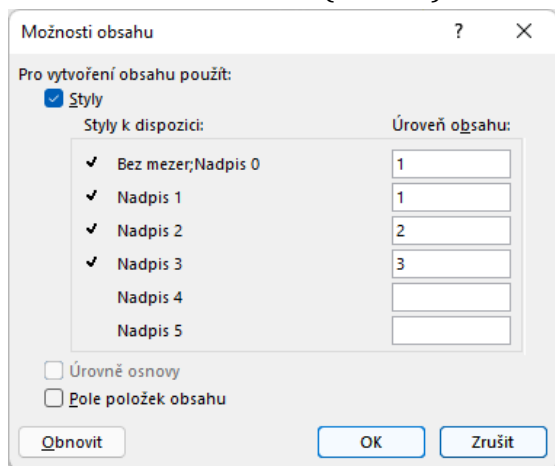 Možnosti obsahu ? ×
Pro vytvoření obsahu použít:
Styly
Styly k dispozici: Úroveň obsahu:
Bez mezer;Nadpis 0 1
Nadpis 1 1
Nadpis 2 2
Nadpis 3 3
Nadpis 4
Nadpis 5
Úrovně osnovy
Pole položek obsahu
Obnovit OK Zrušit